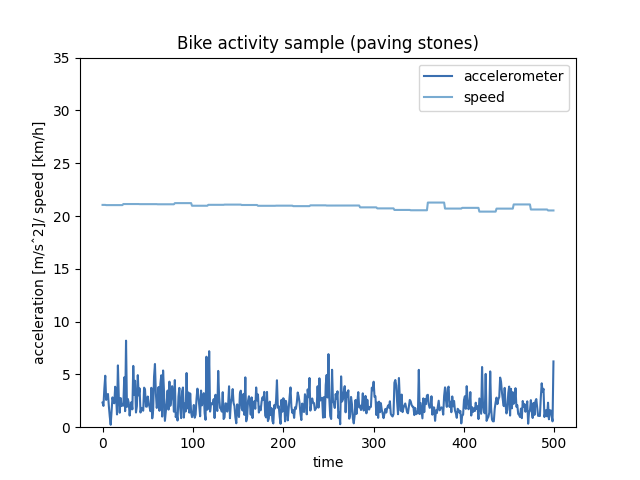 Bike activity sample (paving stones)
accelerometer
speed
acceleration [m/sˆ2]/ speed [km/h]
35
30
25
20
15
10
5
0
0 100 200 300 400 500
time